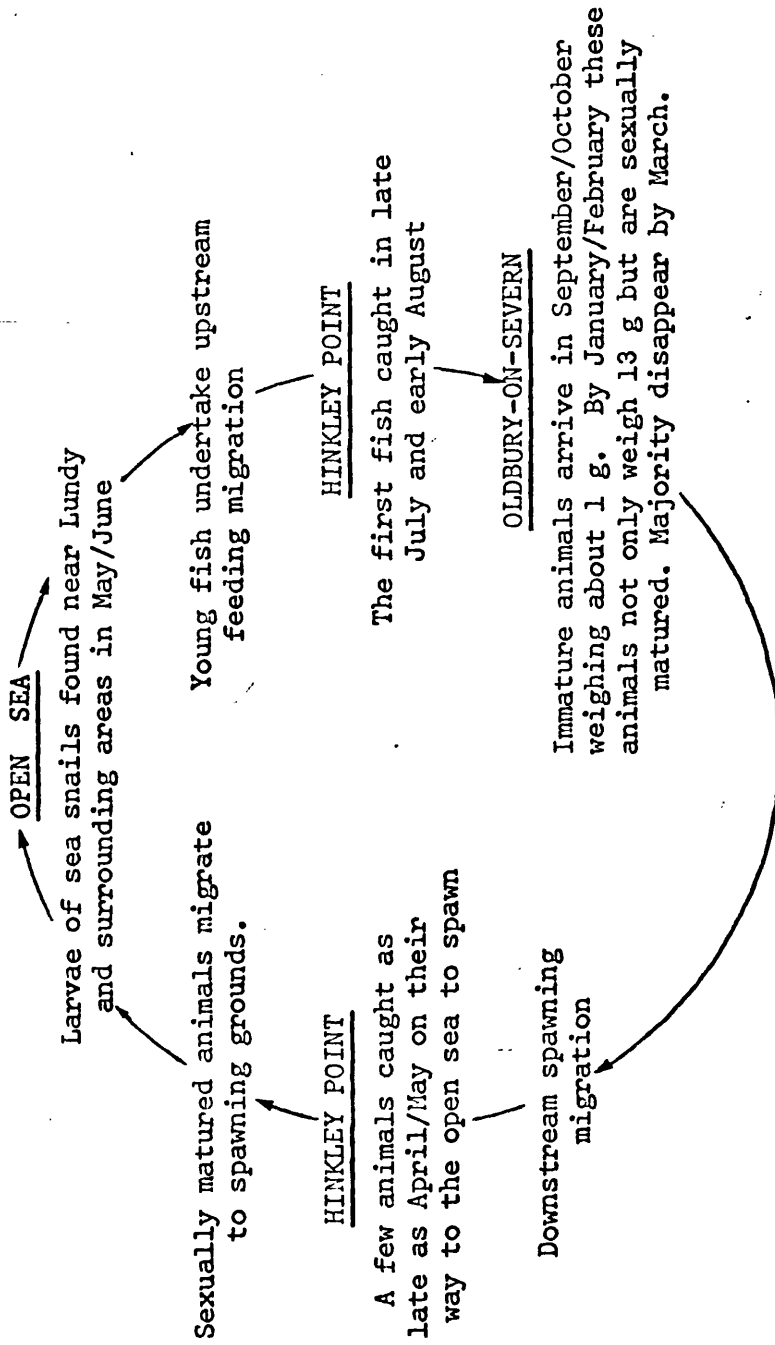 OPEN SEA
Larvae of sea snails found near Lundy
and surrounding areas in May/June
Young fish undertake upstream
feeding migration
HINKLEY POINT
The first fish caught in late
July and early August
OLDBURY-ON-SEVERN
Immature animals arrive in September/October
weighing about 1 g. By January/February these
animals not only weigh 13 g but are sexually
matured. Majority disappear by March.
Downstream spawning
migration
HINKLEY POINT
A few animals caught as
late as April/May on their
way to the open sea to spawn
Sexually matured animals migrate
to spawning grounds.